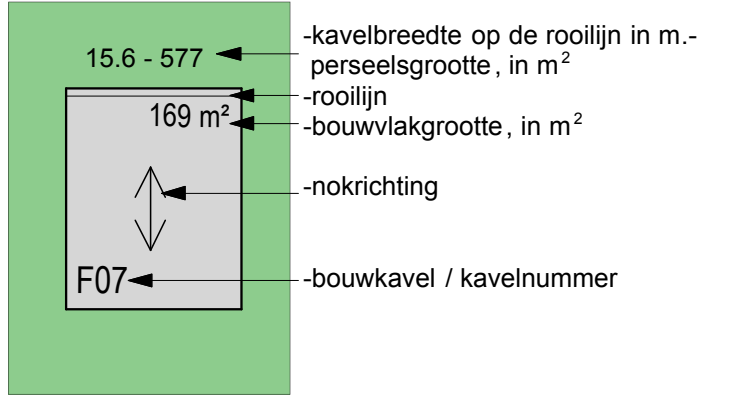 15.6 - 577
-kavelbreedte op de rooilijn in m.-
perseelsgrootte, in m²
-rooilijn
169 m²
-bouwvlakgrootte, in m²
-nokrichting
F07
-bouwkavel / kavelnummer